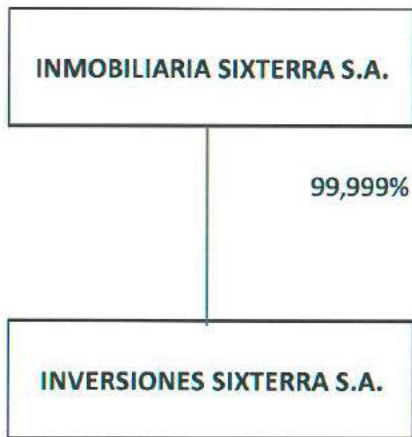 INMOBILIARIA SIXTERRA S.A.
99,999%
INVERSIONES SIXTERRA S.A.